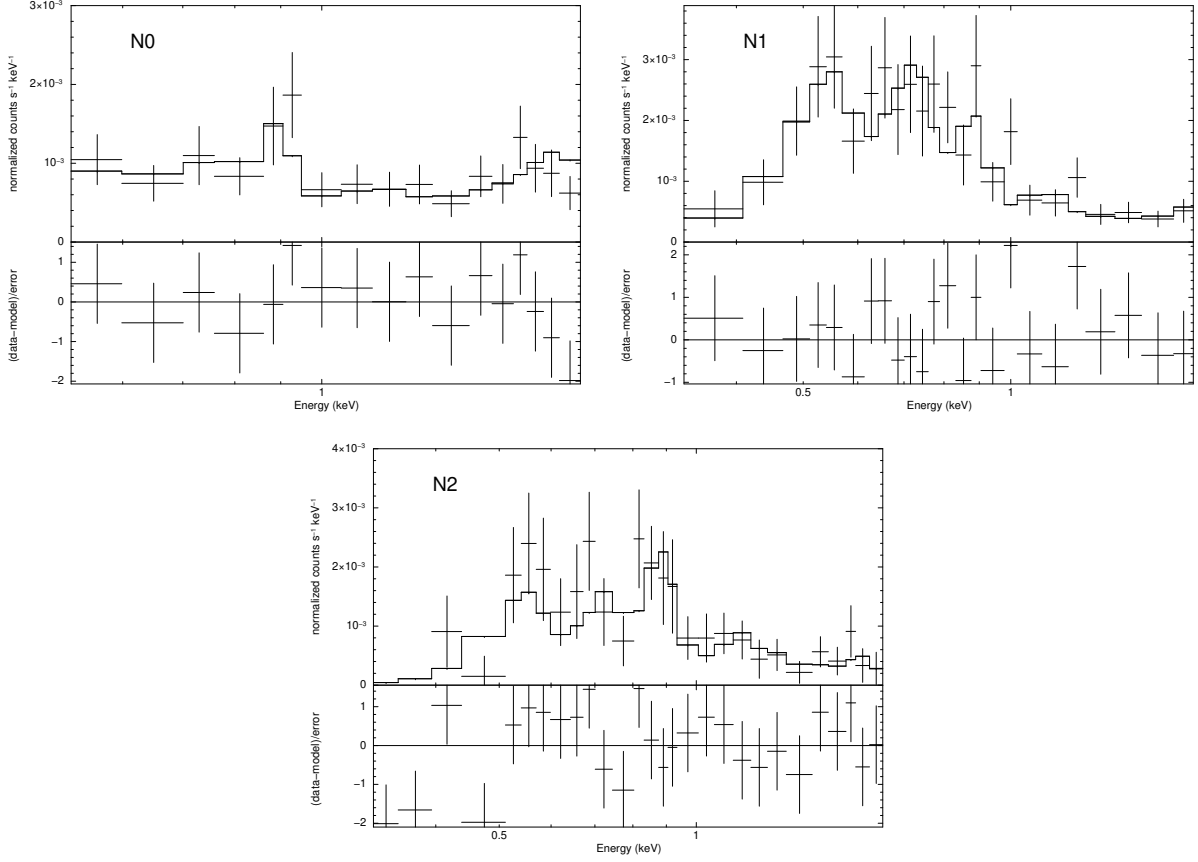 N0
normalized counts s⁻¹ keV⁻¹
3×10⁻³
2×10⁻³
10⁻³
0
(data−model)/error
1
0
−1
−2
1
Energy (keV)
N1
normalized counts s⁻¹ keV⁻¹
3×10⁻³
2×10⁻³
10⁻³
0
(data−model)/error
2
1
0
−1
0.5
1
Energy (keV)
N2
normalized counts s⁻¹ keV⁻¹
4×10⁻³
3×10⁻³
2×10⁻³
10⁻³
0
(data−model)/error
1
0
−1
−2
0.5
1
Energy (keV)